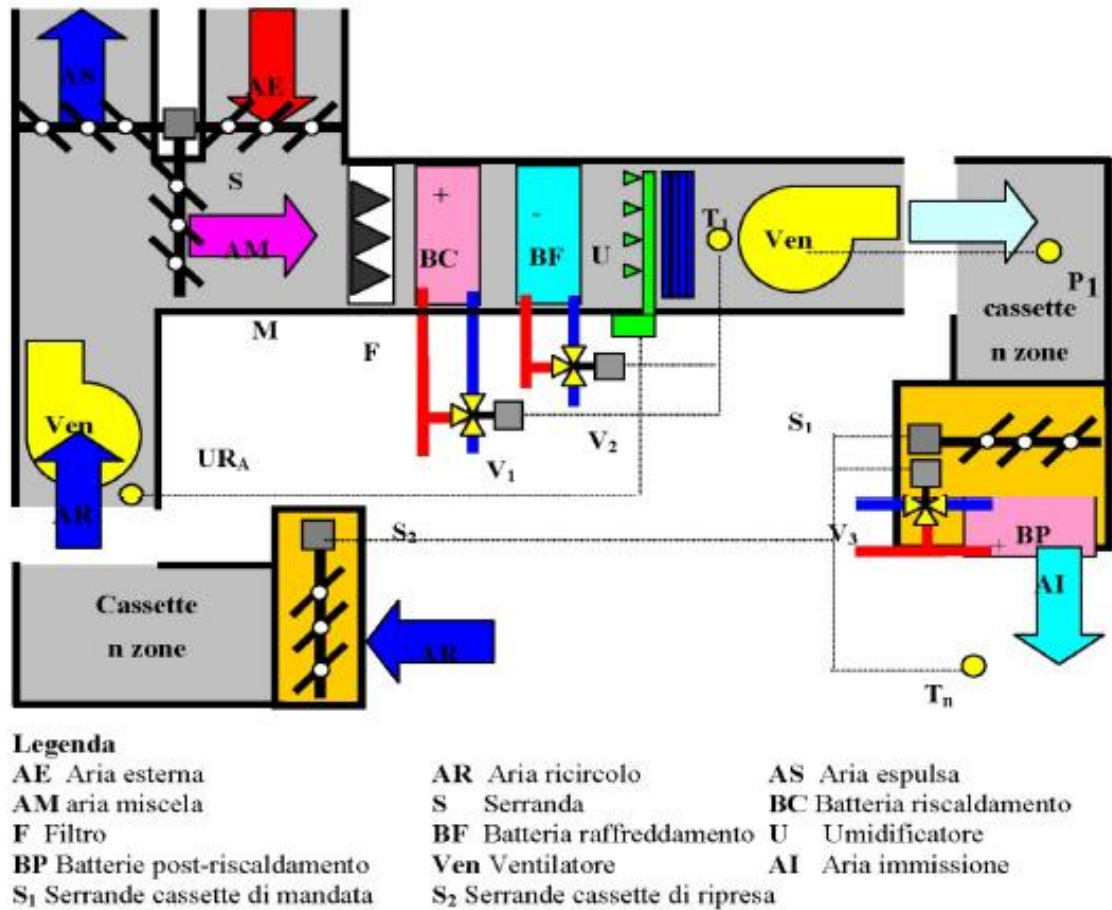 AS
AE
S
+
-
T1
AM
BC
BF
U
Ven
P1
cassette
n zone
M
F
Ven
S1
V2
URA
V1
AR
S2
V3
BP
+
AI
Cassette
n zone
AR
Tn
Legenda
AE Aria esterna AR Aria ricircolo AS Aria espulsa
AM aria miscela S Serranda BC Batteria riscaldamento
F Filtro BF Batteria raffreddamento U Umidificatore
BP Batterie post-riscaldamento Ven Ventilatore AI Aria immissione
S1 Serrande cassette di mandata S2 Serrande cassette di ripresa